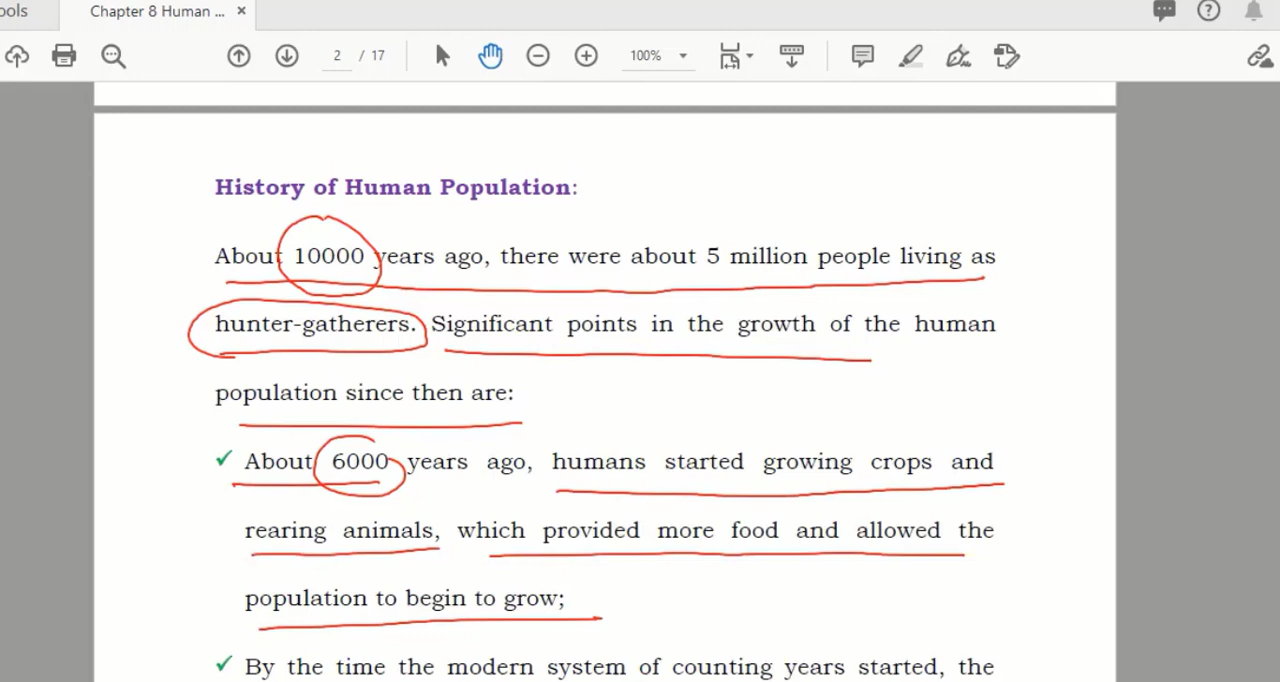 ools
Chapter 8 Human ... ×
2 / 17
100%
History of Human Population:
About 10000 years ago, there were about 5 million people living as
hunter-gatherers. Significant points in the growth of the human
population since then are:
✓ About 6000 years ago, humans started growing crops and
rearing animals, which provided more food and allowed the
population to begin to grow;
✓ By the time the modern system of counting years started, the